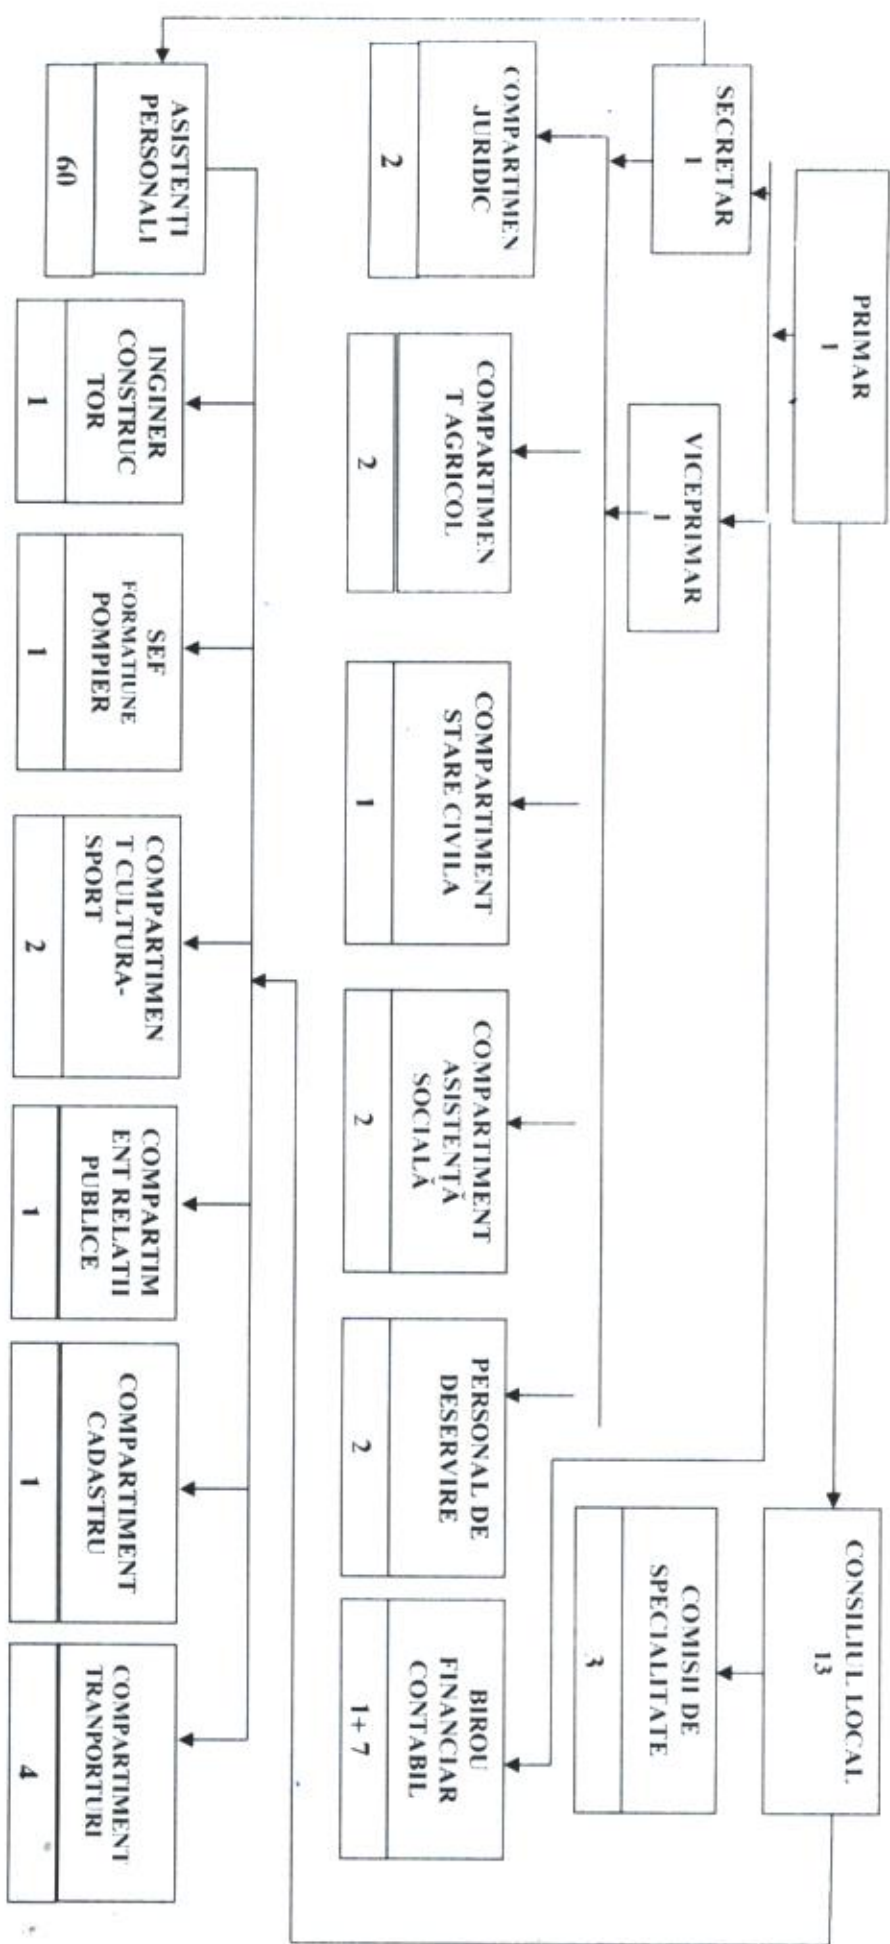 PRIMAR
1
CONSILIUL LOCAL
13
SECRETAR
1
VICEPRIMAR
1
COMISII DE
SPECIALITATE
3
COMPARTIMEN
JURIDIC
2
COMPARTIMEN
T AGRICOL
2
COMPARTIMENT
STARE CIVILA
1
COMPARTIMENT
ASISTENȚĂ
SOCIALĂ
2
PERSONAL DE
DESERVIRE
2
BIROU
FINANCIAR
CONTABIL
1+ 7
ASISTENȚI
PERSONALI
60
INGINER
CONSTRUC
TOR
1
SEF
FORMATIUNE
POMPIER
1
COMPARTIMEN
T CULTURA-
SPORT
2
COMPARTIM
ENT RELATII
PUBLICE
1
COMPARTIMENT
CADASTRU
1
COMPARTIMENT
TRANPORTURI
4